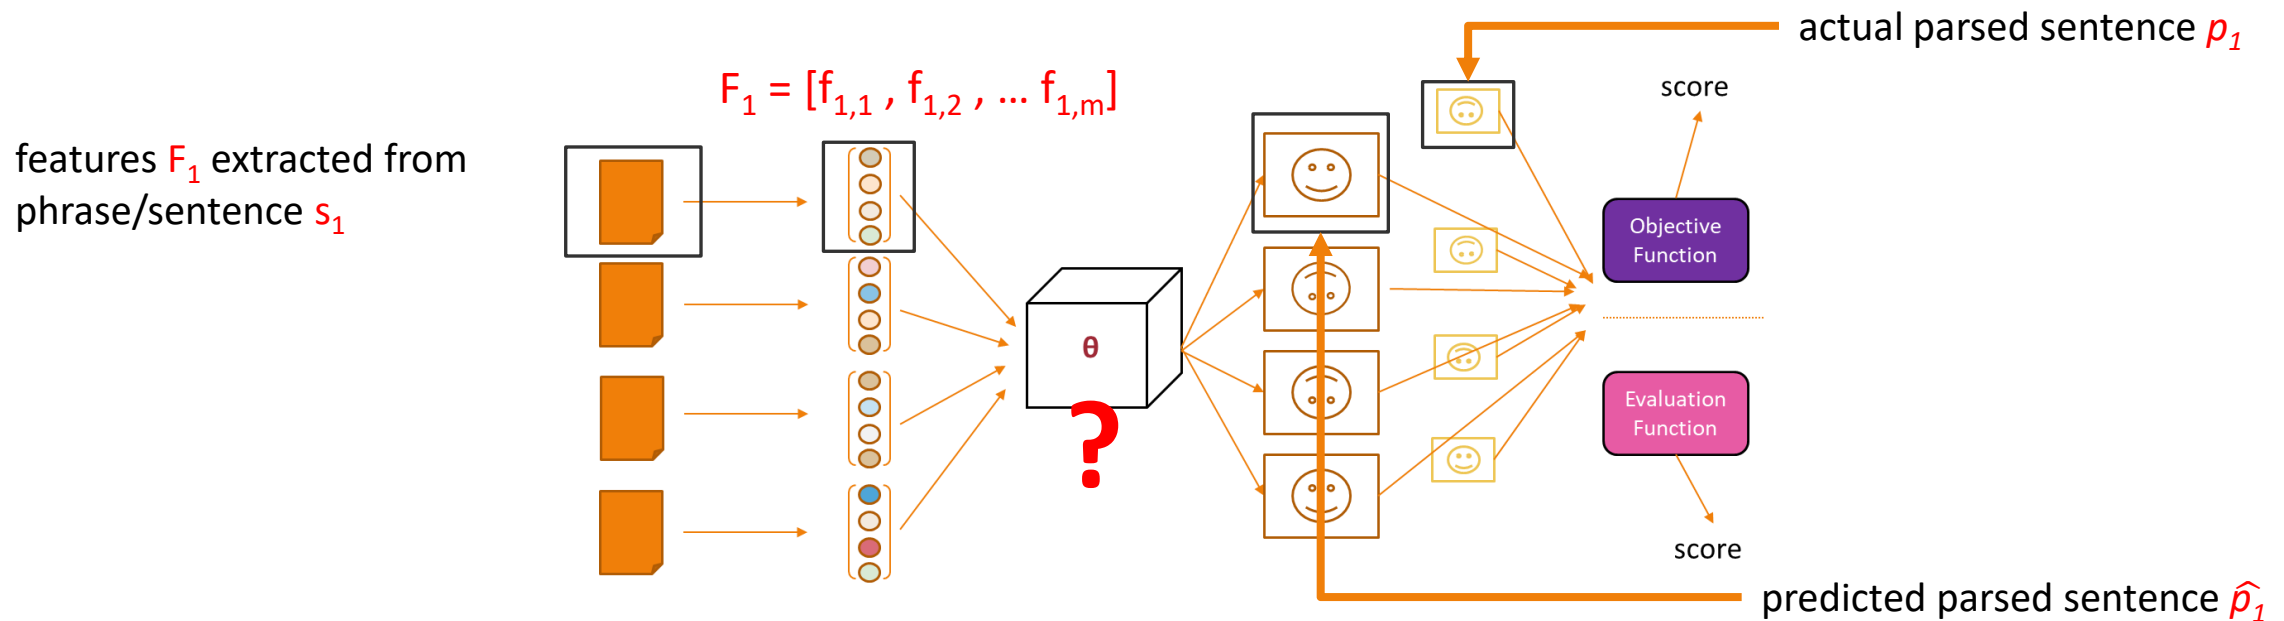 actual parsed sentence p₁
score
F₁ = [f₁,₁ , f₁,₂ , … f₁,ₘ]
features F₁ extracted from
phrase/sentence s₁
Objective
Function
θ
?
Evaluation
Function
score
predicted parsed sentence p̂₁